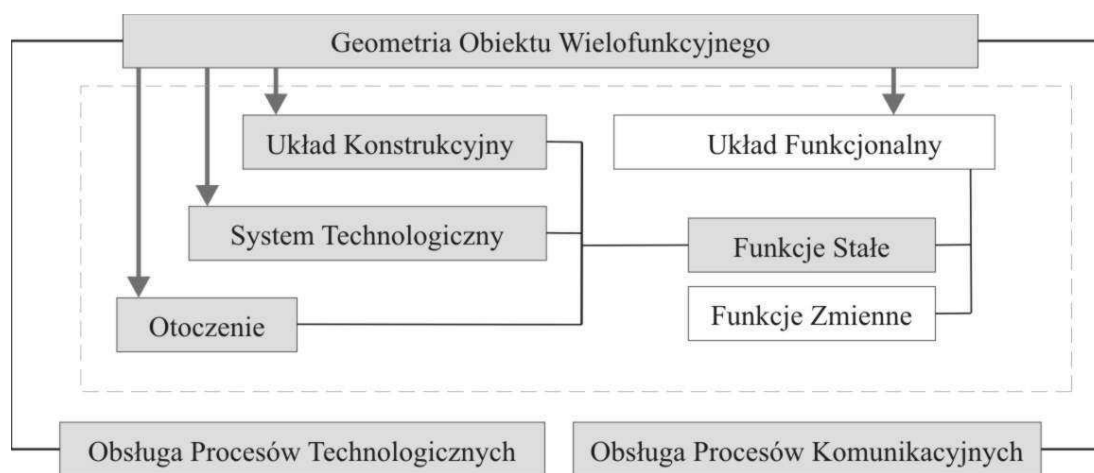 Geometria Obiektu Wielofunkcyjnego
Układ Konstrukcyjny
Układ Funkcjonalny
System Technologiczny
Funkcje Stałe
Otoczenie
Funkcje Zmienne
Obsługa Procesów Technologicznych
Obsługa Procesów Komunikacyjnych